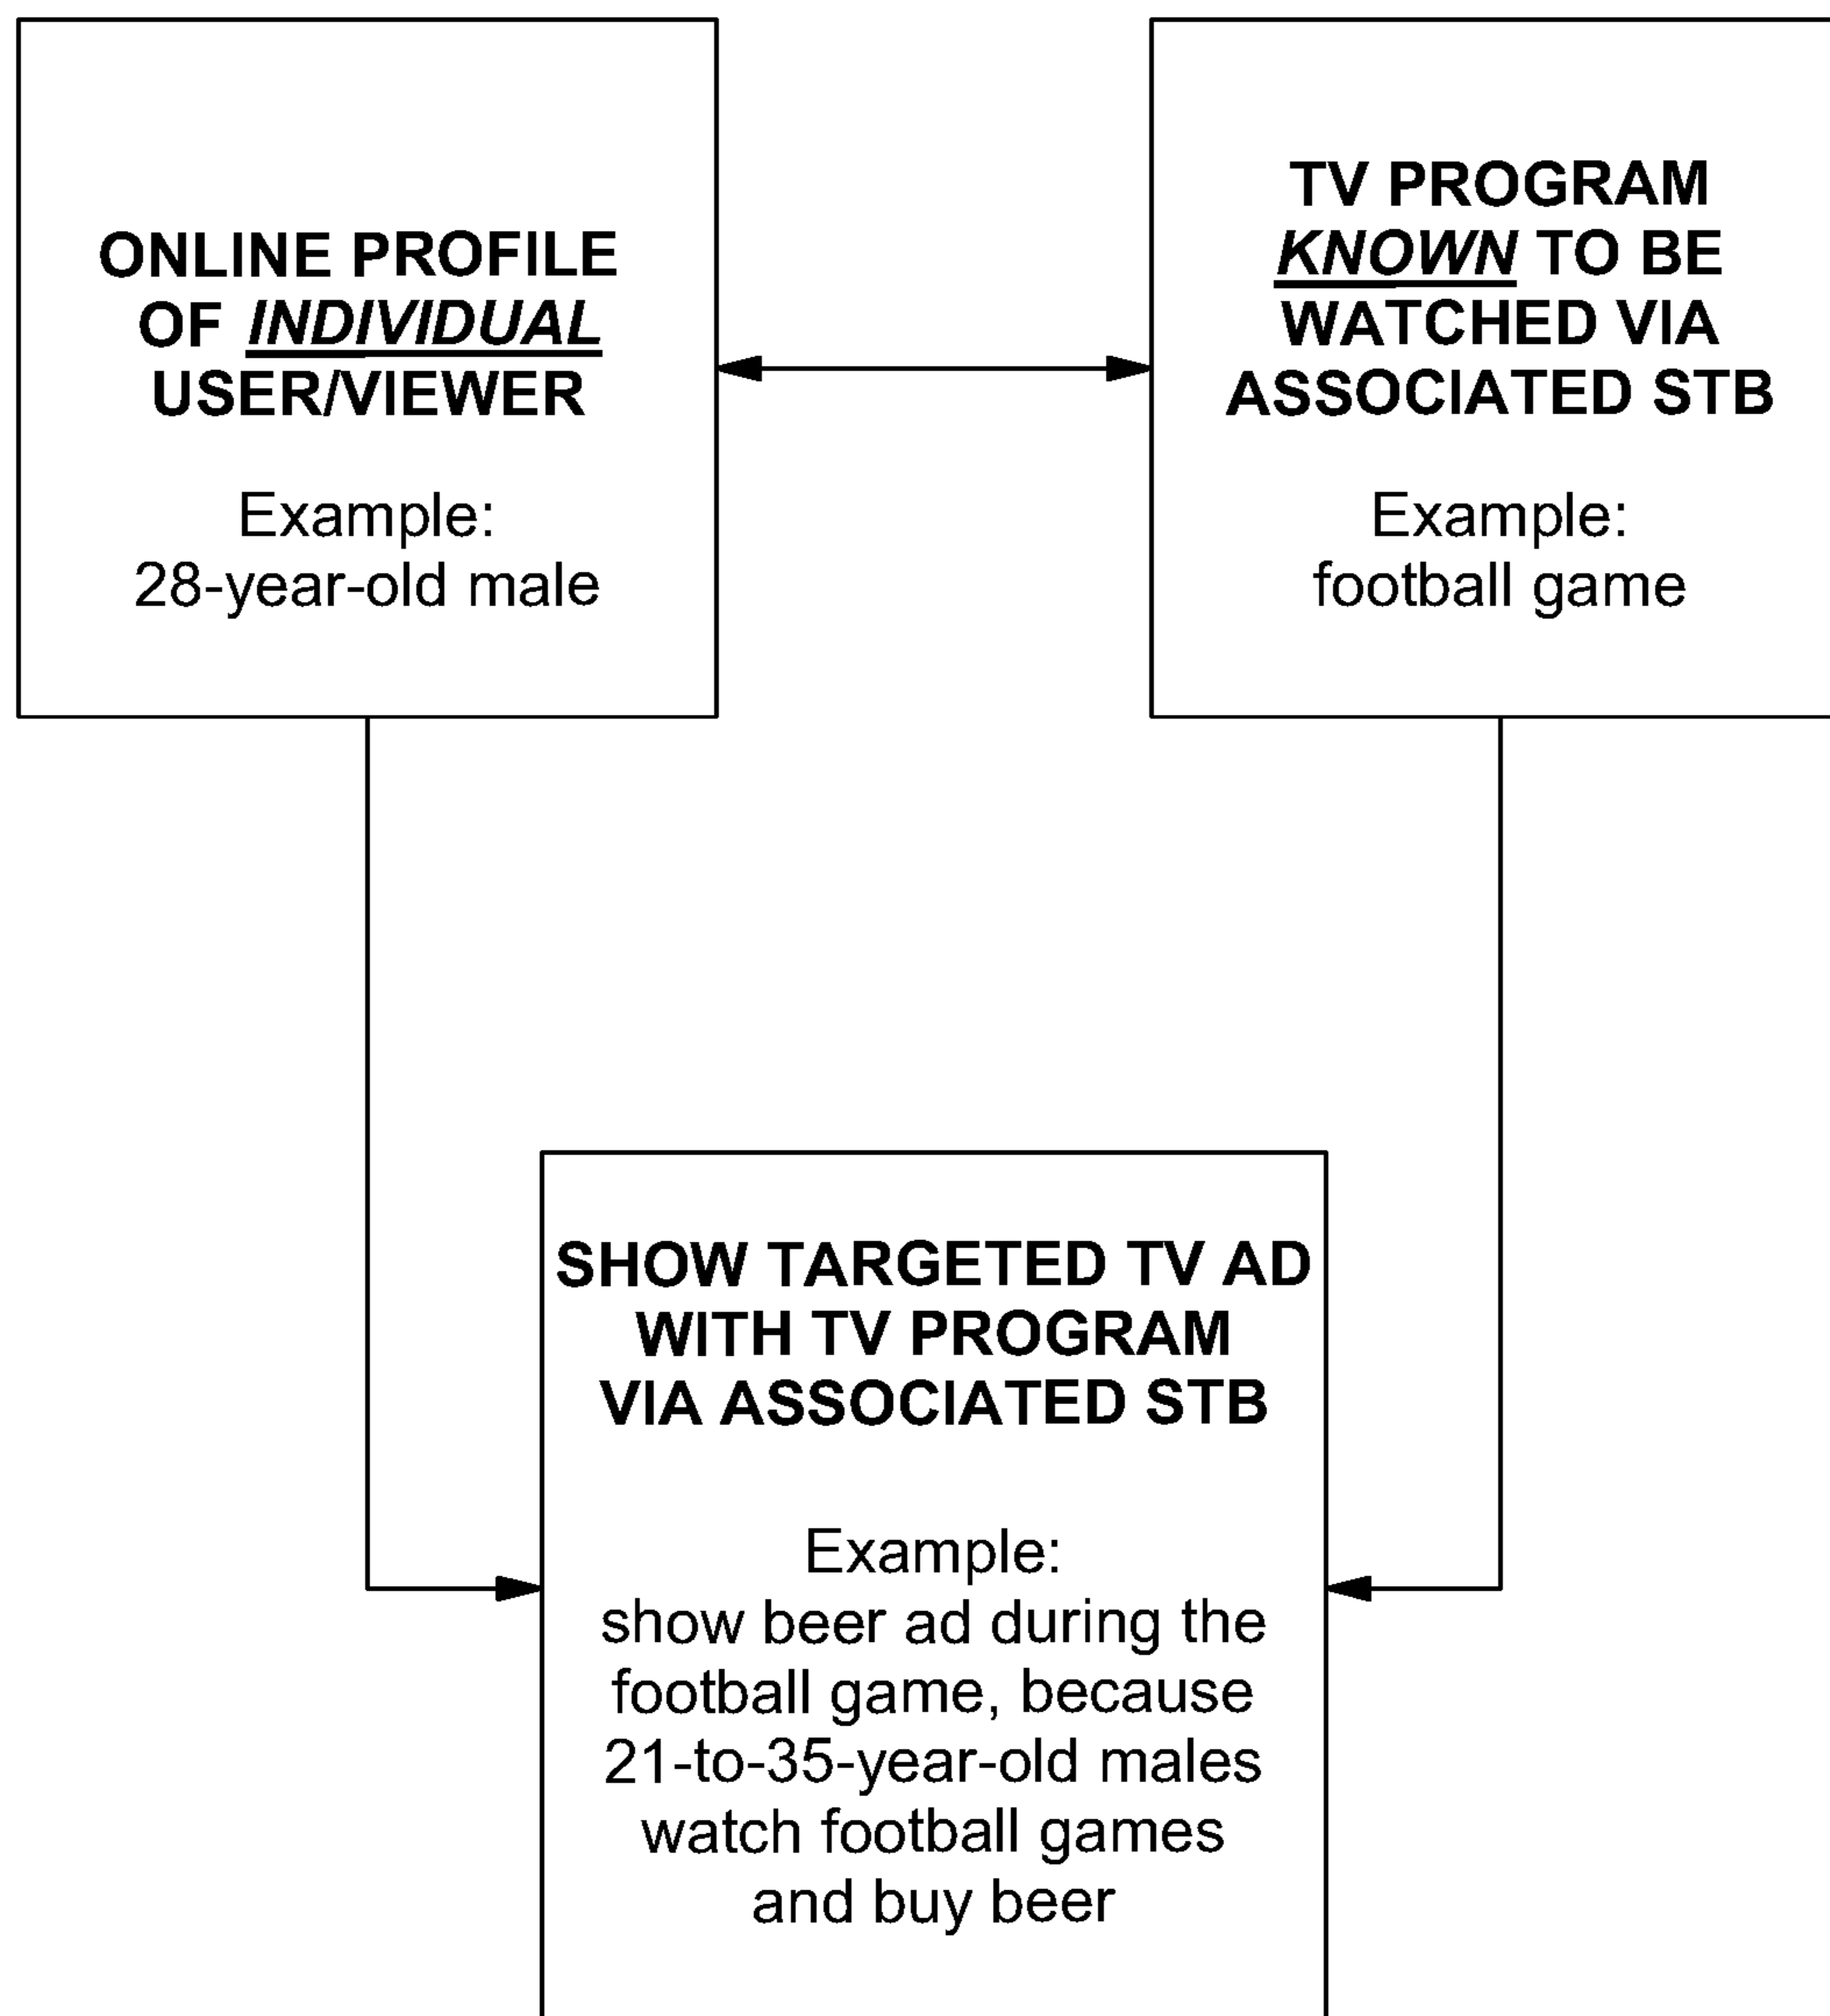 ONLINE PROFILE
OF INDIVIDUAL
USER/VIEWER
Example:
28-year-old male
TV PROGRAM
KNOWN TO BE
WATCHED VIA
ASSOCIATED STB
Example:
football game
SHOW TARGETED TV AD
WITH TV PROGRAM
VIA ASSOCIATED STB
Example:
show beer ad during the
football game, because
21-to-35-year-old males
watch football games
and buy beer